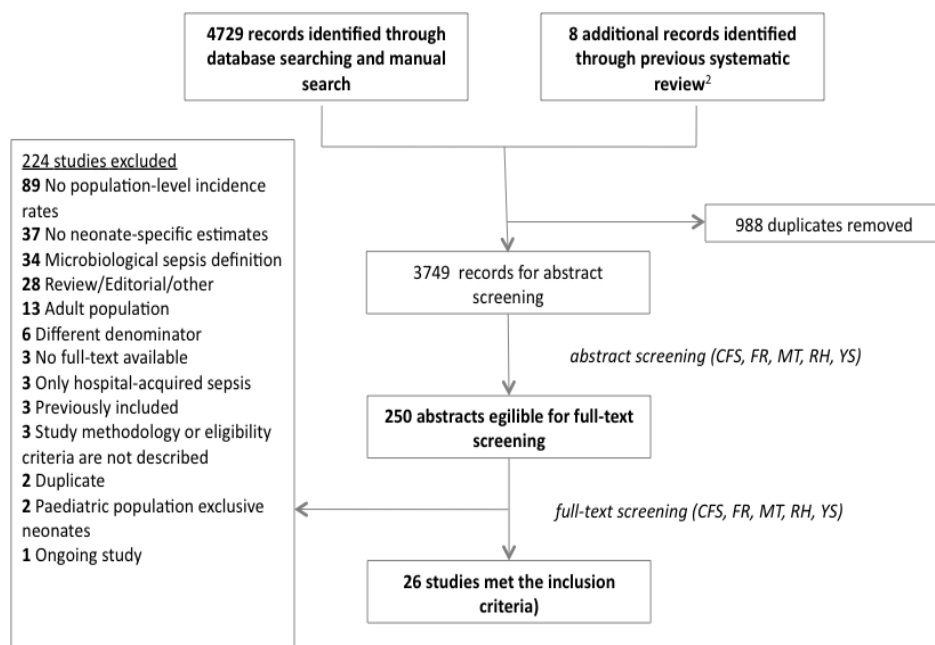 4729 records identified through
database searching and manual
search
8 additional records identified
through previous systematic
review2
224 studies excluded
89 No population-level incidence
rates
37 No neonate-specific estimates
34 Microbiological sepsis definition
28 Review/Editorial/other
13 Adult population
6 Different denominator
3 No full-text available
3 Only hospital-acquired sepsis
3 Previously included
3 Study methodology or eligibility
criteria are not described
2 Duplicate
2 Paediatric population exclusive
neonates
1 Ongoing study
988 duplicates removed
3749 records for abstract
screening
abstract screening (CFS, FR, MT, RH, YS)
250 abstracts egilible for full-text
screening
full-text screening (CFS, FR, MT, RH, YS)
26 studies met the inclusion
criteria)